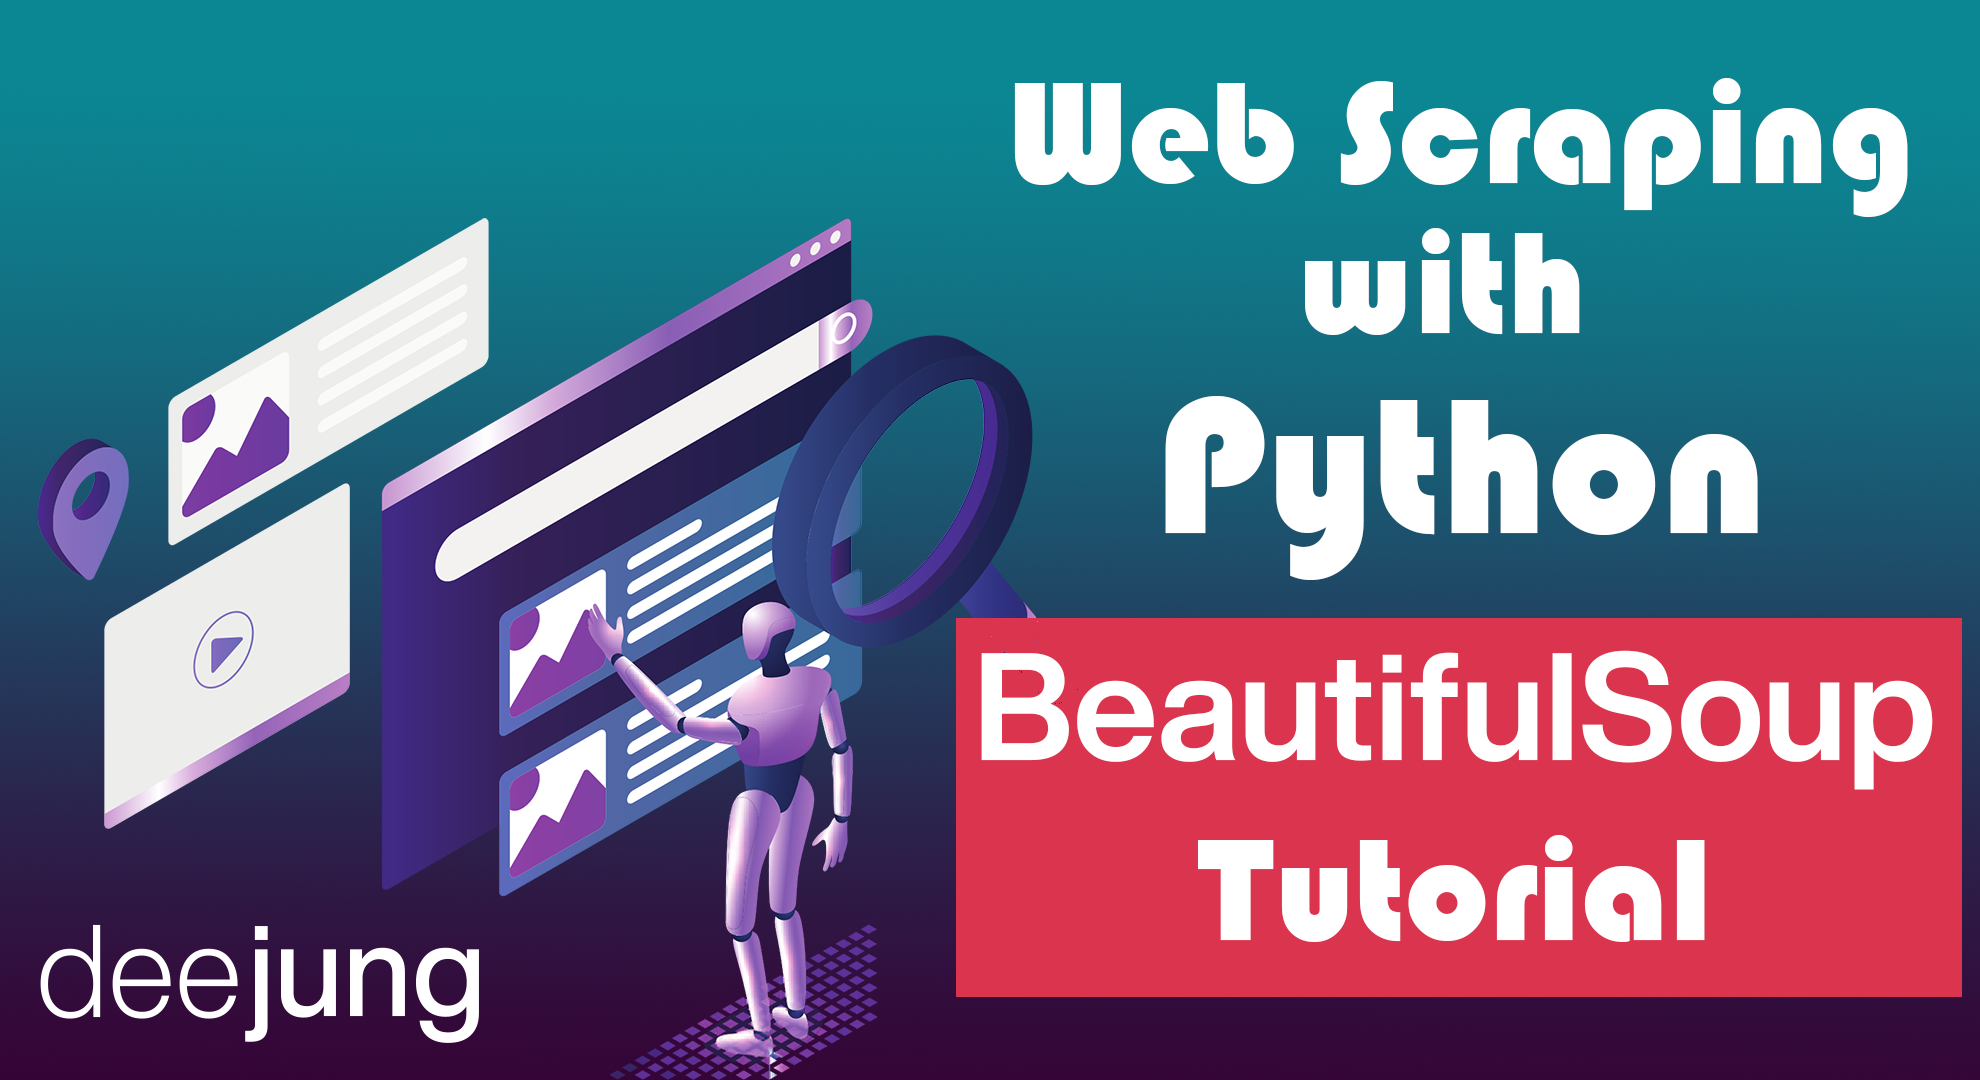 Web Scraping
with
Python
BeautifulSoup
Tutorial
deejung